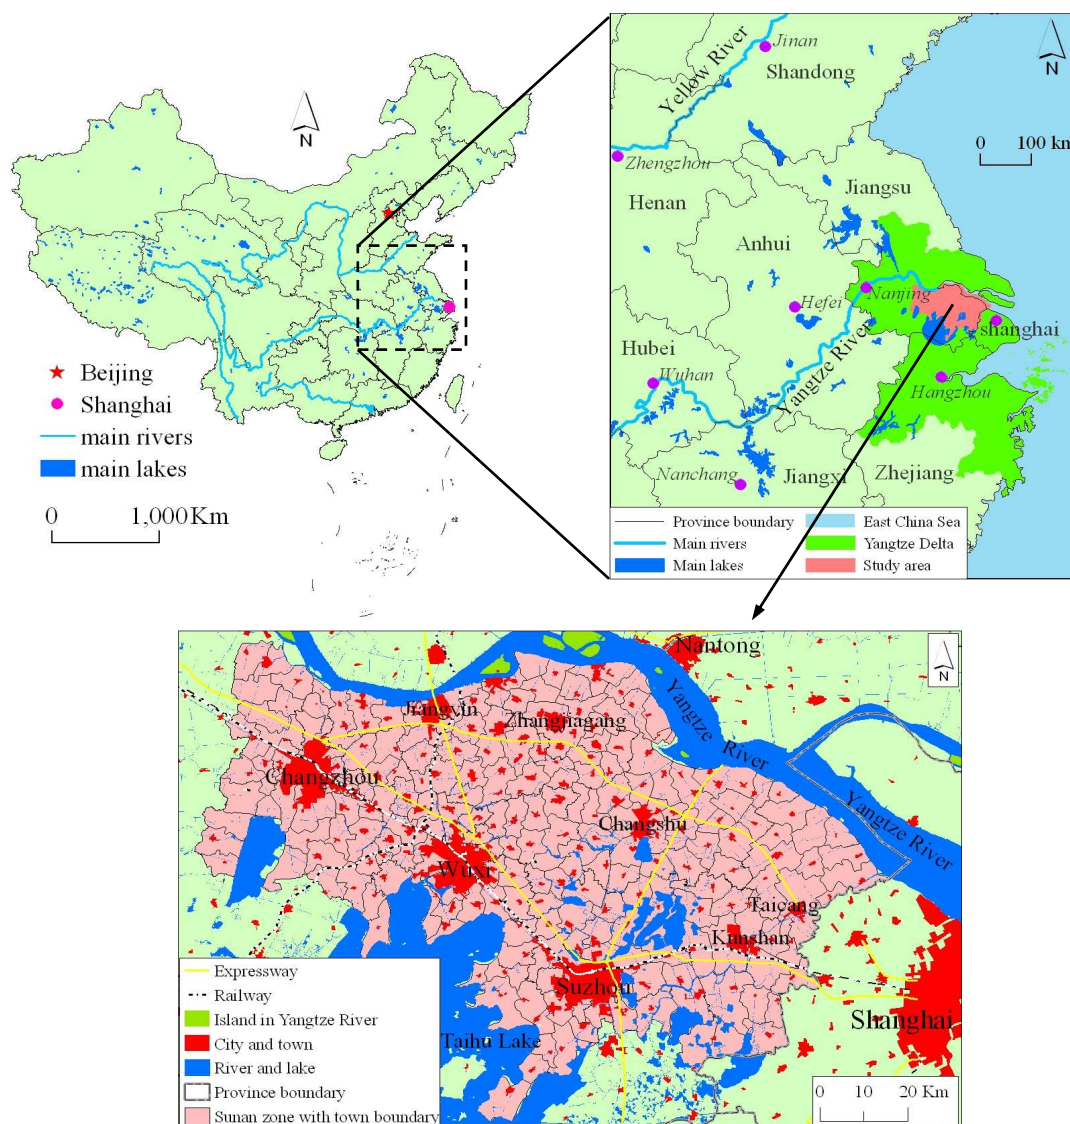 N
Beijing
Shanghai
main rivers
main lakes
0 1,000 Km
N
Jinan
Shandong
Yellow River
0 100 km
Zhengzhou
Henan
Jiangsu
Anhui
Hefei
Nanjing
shanghai
Hubei
Wuhan
Yangtze River
Hangzhou
Nanchang
Jiangxi
Zhejiang
Province boundary
East China Sea
Main rivers
Yangtze Delta
Main lakes
Study area
Nantong
N
Jiangyin
Zhangjiagang
Yangtze River
Changzhou
Changshu
Yangtze River
Wuxi
Taicang
Kunshan
Suzhou
Shanghai
Taihu Lake
Expressway
Railway
Island in Yangtze River
City and town
River and lake
Province boundary
Sunan zone with town boundary
0 10 20 Km